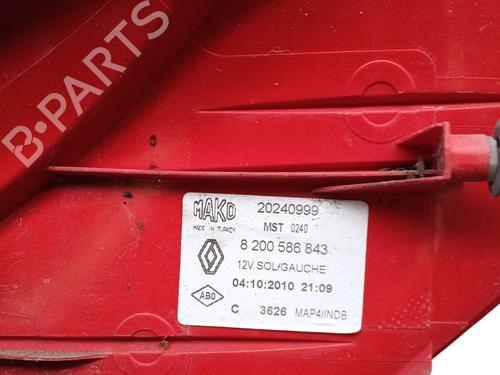 B-PARTS
MAKO 20240999
MADE IN TURKEY MST 0240
8 200 586 843
12V SOL/GAUCHE
ABO 04:10:2010 21:09
C 3626 MAP4/INDB